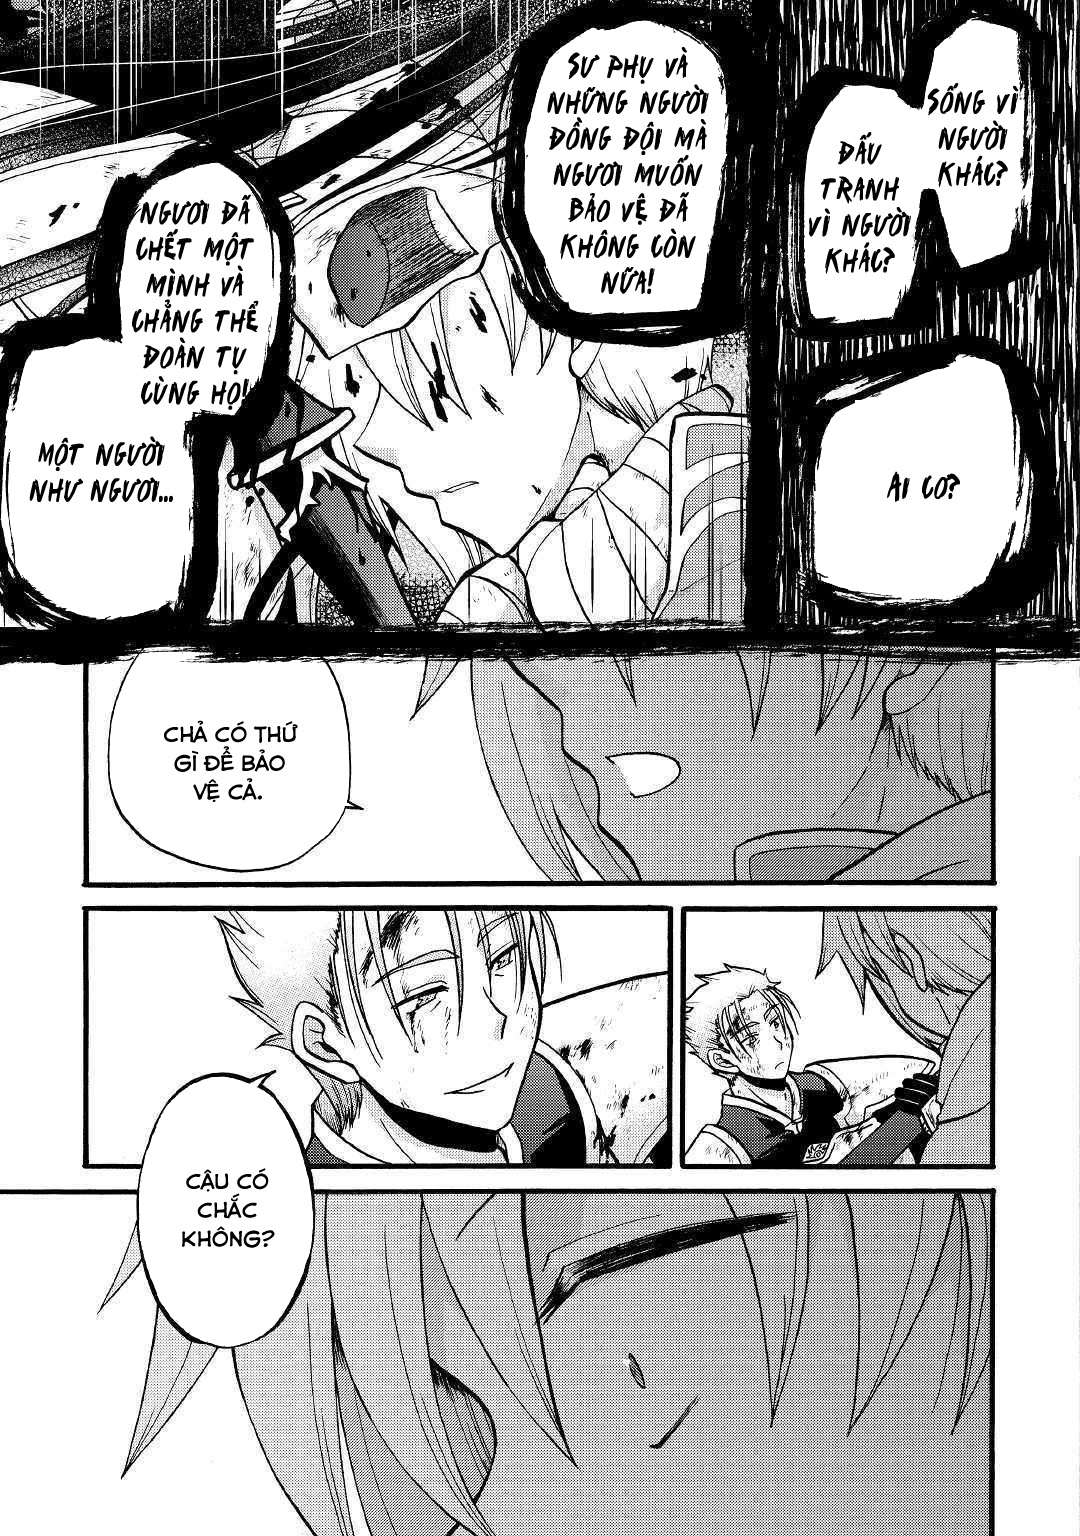 SỐNG VÌ
NGƯỜI
KHÁC?
ĐẤU
TRANH
VÌ NGƯỜI
KHÁC?
AI CƠ?
SƯ PHỤ VÀ
NHỮNG NGƯỜI
ĐỒNG ĐỘI MÀ
NGƯƠI MUỐN
BẢO VỆ ĐÃ
KHÔNG CÒN
NỮA!
NGƯƠI ĐÃ
CHẾT MỘT
MÌNH VÀ
CHẲNG THỂ
ĐOÀN TỤ
CÙNG HỌ!
MỘT NGƯỜI
NHƯ NGƯƠI...
CHẢ CÓ THỨ
GÌ ĐỂ BẢO
VỆ CẢ.
CẬU CÓ
CHẮC
KHÔNG?